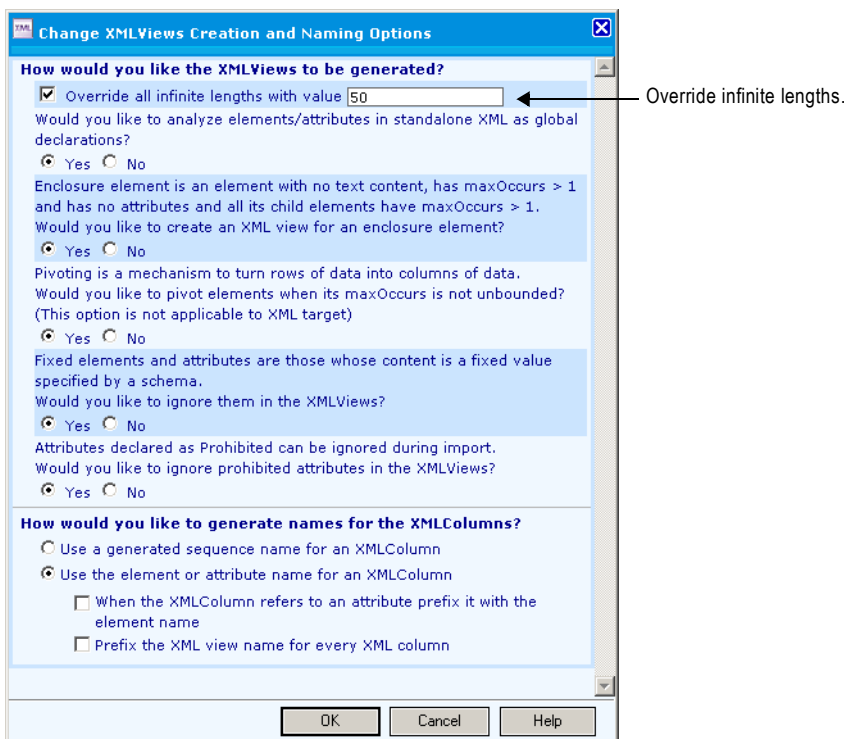 XML Change XMLViews Creation and Naming Options
How would you like the XMLViews to be generated?
Override all infinite lengths with value 50
Override infinite lengths.
Would you like to analyze elements/attributes in standalone XML as global
declarations?
Yes No
Enclosure element is an element with no text content, has maxOccurs > 1
and has no attributes and all its child elements have maxOccurs > 1.
Would you like to create an XML view for an enclosure element?
Yes No
Pivoting is a mechanism to turn rows of data into columns of data.
Would you like to pivot elements when its maxOccurs is not unbounded?
(This option is not applicable to XML target)
Yes No
Fixed elements and attributes are those whose content is a fixed value
specified by a schema.
Would you like to ignore them in the XMLViews?
Yes No
Attributes declared as Prohibited can be ignored during import.
Would you like to ignore prohibited attributes in the XMLViews?
Yes No
How would you like to generate names for the XMLColumns?
Use a generated sequence name for an XMLColumn
Use the element or attribute name for an XMLColumn
When the XMLColumn refers to an attribute prefix it with the
element name
Prefix the XML view name for every XML column
OK Cancel Help